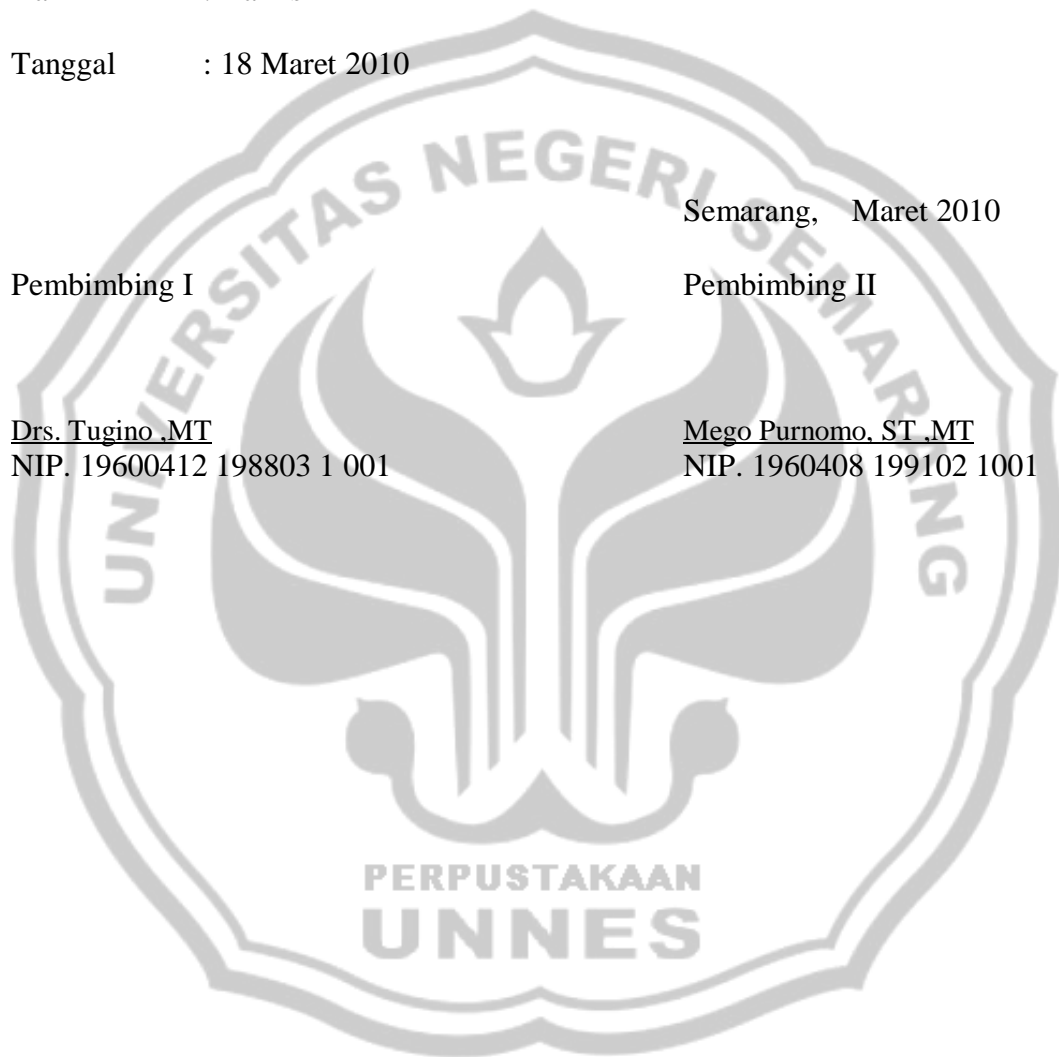 Tanggal : 18 Maret 2010
Semarang, Maret 2010
Pembimbing I Pembimbing II
Drs. Tugino ,MT Mego Purnomo, ST ,MT
NIP. 19600412 198803 1 001 NIP. 1960408 199102 1001
UNIVERSITAS NEGERI SEMARANG
PERPUSTAKAAN
UNNES